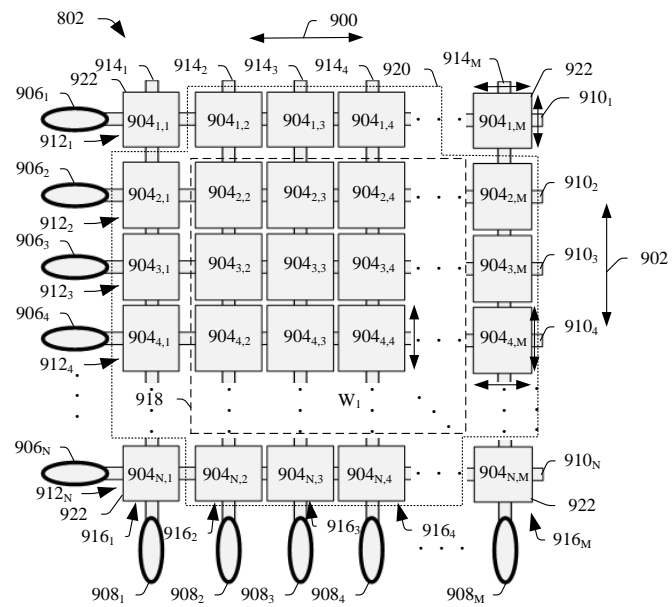 802 900
914₁ 914₂ 914₃ 914₄ 920 914M
922 922
906₁ 910₁
904₁,₁ 904₁,₂ 904₁,₃ 904₁,₄ · · · 904₁,M
912₁
906₂ 910₂
904₂,₁ 904₂,₂ 904₂,₃ 904₂,₄ · · · 904₂,M
912₂
906₃ 910₃
904₃,₁ 904₃,₂ 904₃,₃ 904₃,₄ · · · 904₃,M 902
912₃
906₄ 910₄
904₄,₁ 904₄,₂ 904₄,₃ 904₄,₄ · · · 904₄,M
912₄
918 W₁
906N 910N
904N,₁ 904N,₂ 904N,₃ 904N,₄ · · · 904N,M
912N
922 922
916₁ 916₂ 916₃ 916₄ 916M
908₁ 908₂ 908₃ 908₄ · · · · 908M